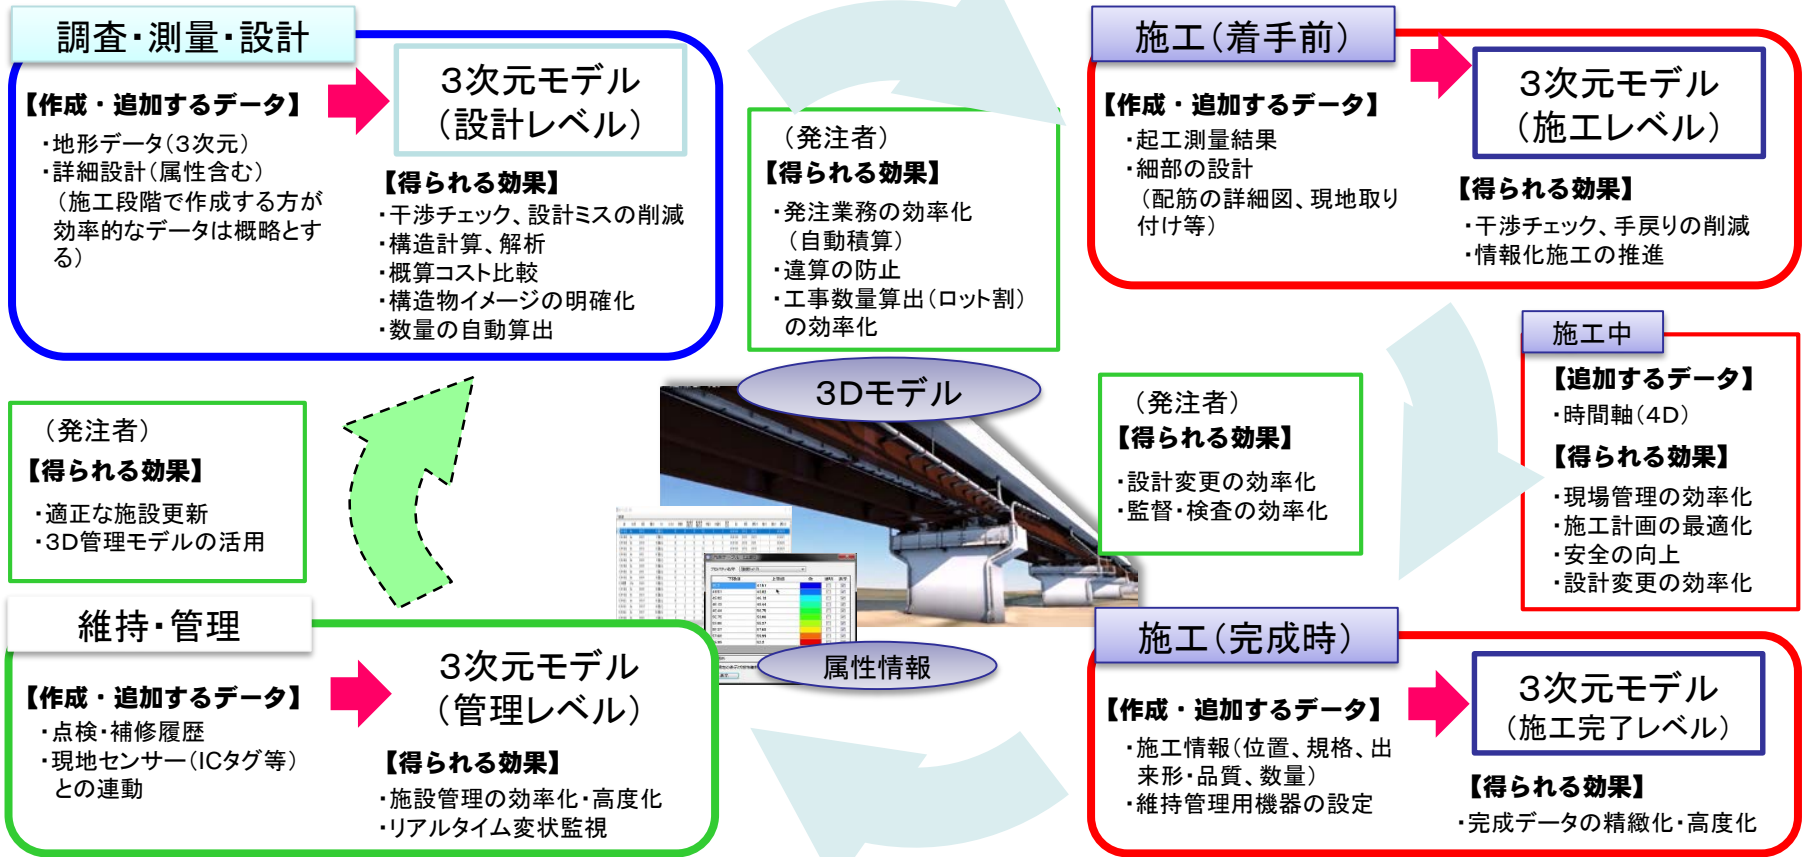 調査・測量・設計
【作成・追加するデータ】
・地形データ(3次元)
・詳細設計(属性含む)
(施工段階で作成する方が
効率的なデータは概略とす
る)
3次元モデル
(設計レベル)
【得られる効果】
・干渉チェック、設計ミスの削減
・構造計算、解析
・概算コスト比較
・構造物イメージの明確化
・数量の自動算出
(発注者)
【得られる効果】
・発注業務の効率化
(自動積算)
・違算の防止
・工事数量算出(ロット割)
の効率化
施工(着手前)
【作成・追加するデータ】
・起工測量結果
・細部の設計
(配筋の詳細図、現地取り
付け等)
3次元モデル
(施工レベル)
【得られる効果】
・干渉チェック、手戻りの削減
・情報化施工の推進
施工中
【追加するデータ】
・時間軸(4D)
【得られる効果】
・現場管理の効率化
・施工計画の最適化
・安全の向上
・設計変更の効率化
(発注者)
【得られる効果】
・設計変更の効率化
・監督・検査の効率化
3Dモデル
属性情報
(発注者)
【得られる効果】
・適正な施設更新
・3D管理モデルの活用
維持・管理
【作成・追加するデータ】
・点検・補修履歴
・現地センサー(ICタグ等)
との連動
3次元モデル
(管理レベル)
【得られる効果】
・施設管理の効率化・高度化
・リアルタイム変状監視
施工(完成時)
【作成・追加するデータ】
・施工情報(位置、規格、出
来形・品質、数量)
・維持管理用機器の設定
3次元モデル
(施工完了レベル)
【得られる効果】
・完成データの精緻化・高度化